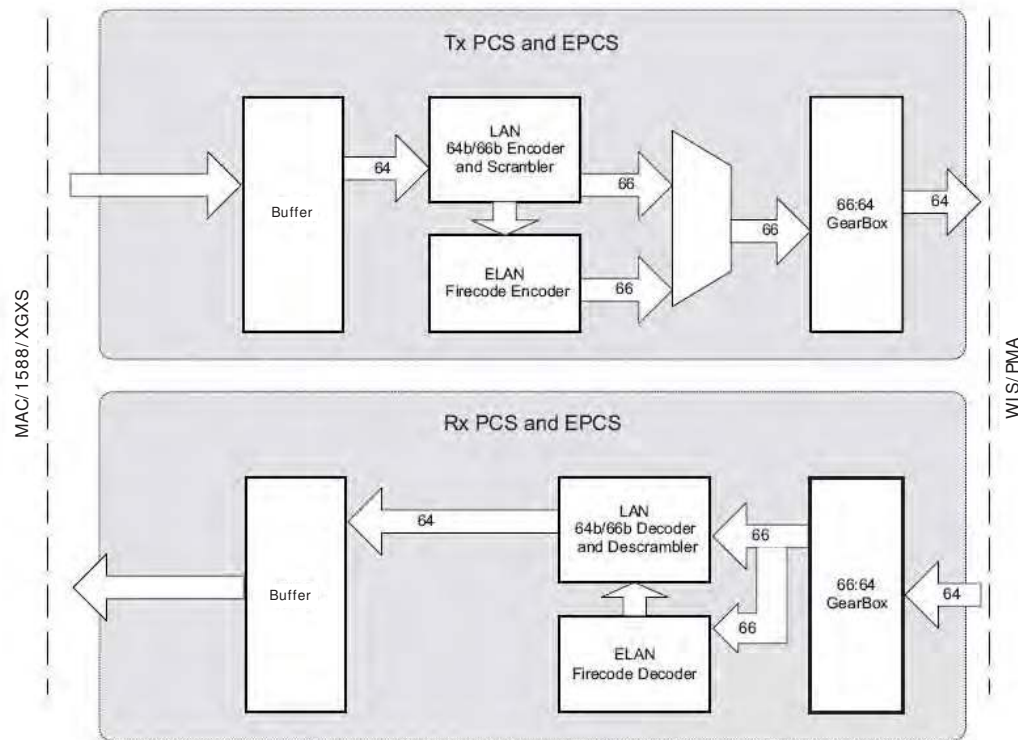 Tx PCS and EPCS
LAN
64b/66b Encoder
and Scrambler
64
66
Buffer
66:64
GearBox
64
66
ELAN
Firecode Encoder
66
MAC/1588/XGXS
WIS/PMA
Rx PCS and EPCS
LAN
64b/66b Decoder
and Descrambler
64
66
Buffer
66:64
GearBox
64
66
ELAN
Firecode Decoder